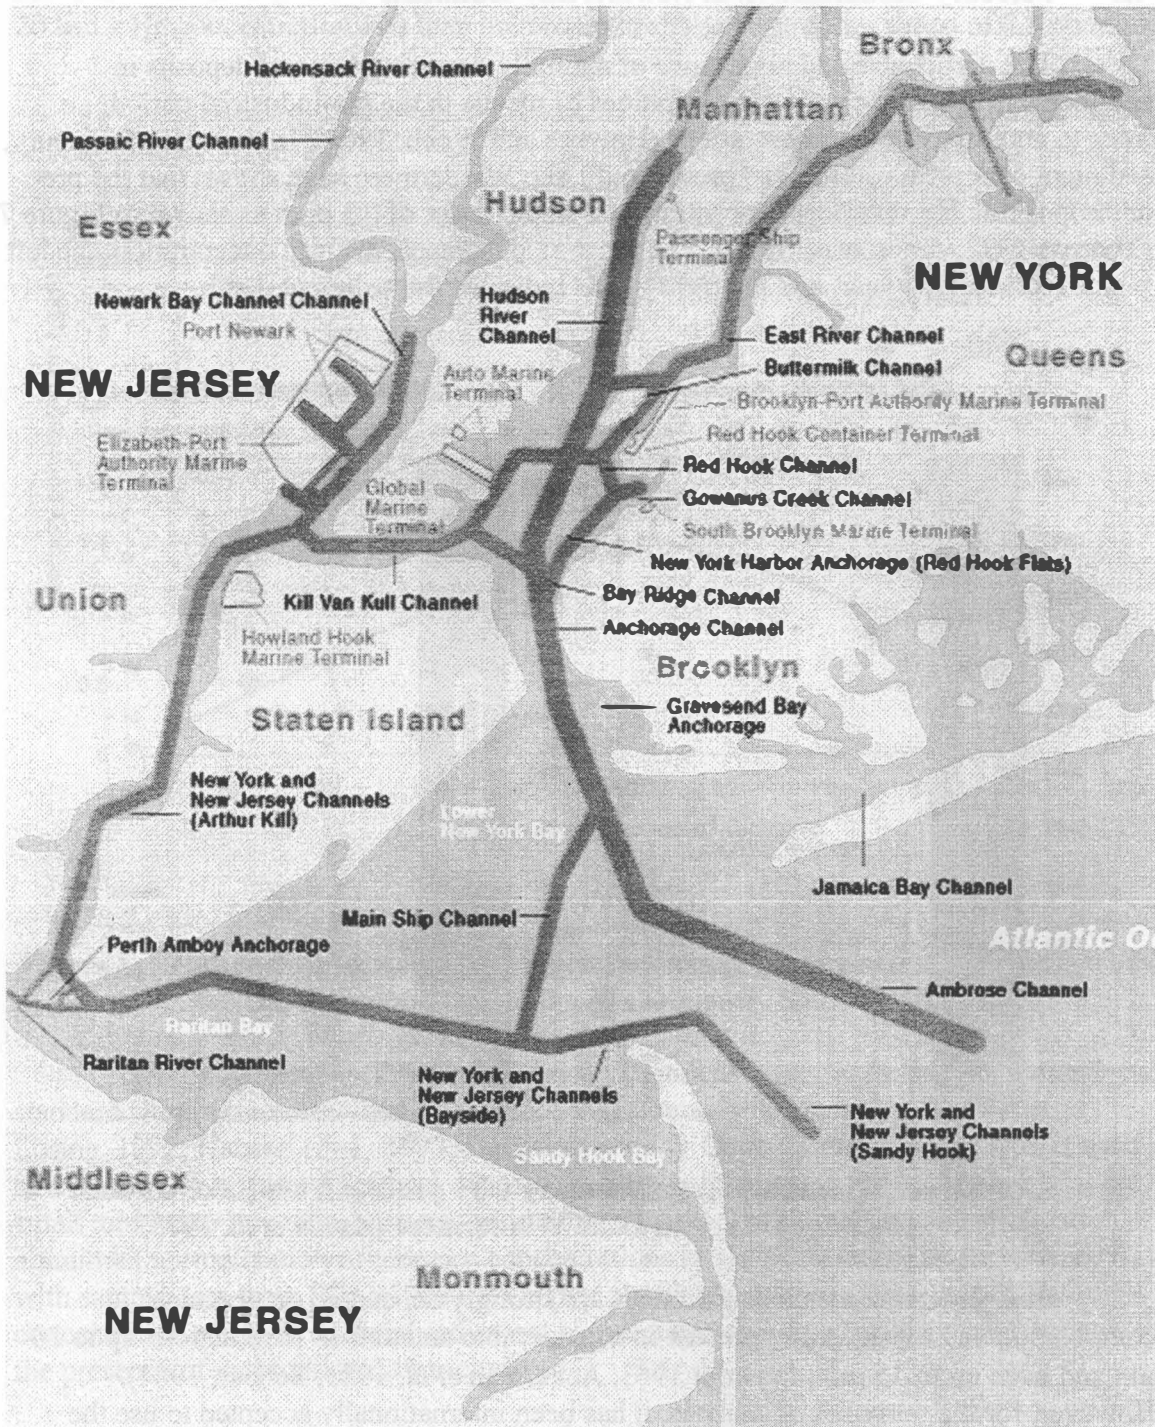 Bronx
Hackensack River Channel
Manhattan
Passaic River Channel
Hudson
Essex
Passenger Ship
Terminal
NEW YORK
Newark Bay Channel Channel
Hudson
River
Channel
Port Newark
East River Channel
Queens
NEW JERSEY
Auto Marine
Terminal
Buttermilk Channel
Brooklyn-Port Authority Marine Terminal
Elizabeth-Port
Authority Marine
Terminal
Red Hook Container Terminal
Red Hook Channel
Global
Marine
Terminal
Gowanus Creek Channel
South Brooklyn Marine Terminal
New York Harbor Anchorage (Red Hook Flats)
Union
Kill Van Kull Channel
Bay Ridge Channel
Anchorage Channel
Howland Hook
Marine Terminal
Brooklyn
Staten Island
Gravesend Bay
Anchorage
New York and
New Jersey Channels
(Arthur Kill)
Lower
New York Bay
Jamaica Bay Channel
Main Ship Channel
Perth Amboy Anchorage
Atlantic Oc
Ambrose Channel
Raritan Bay
Raritan River Channel
New York and
New Jersey Channels
(Bayside)
New York and
New Jersey Channels
(Sandy Hook)
Sandy Hook Bay
Middlesex
Monmouth
NEW JERSEY